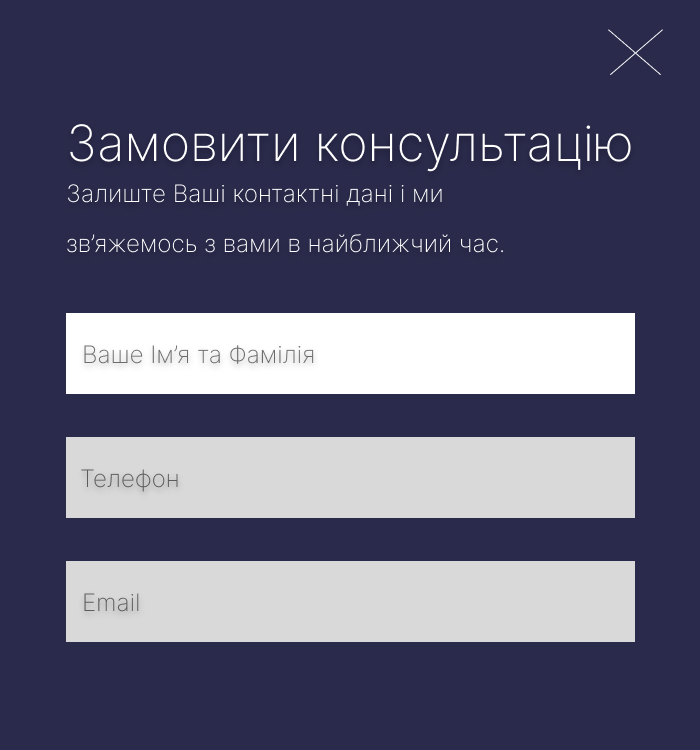 Замовити консультацію
Залиште Ваші контактні дані і ми
зв’яжемось з вами в найближчий час.
Ваше Ім’я та Фамілія
Телефон
Email